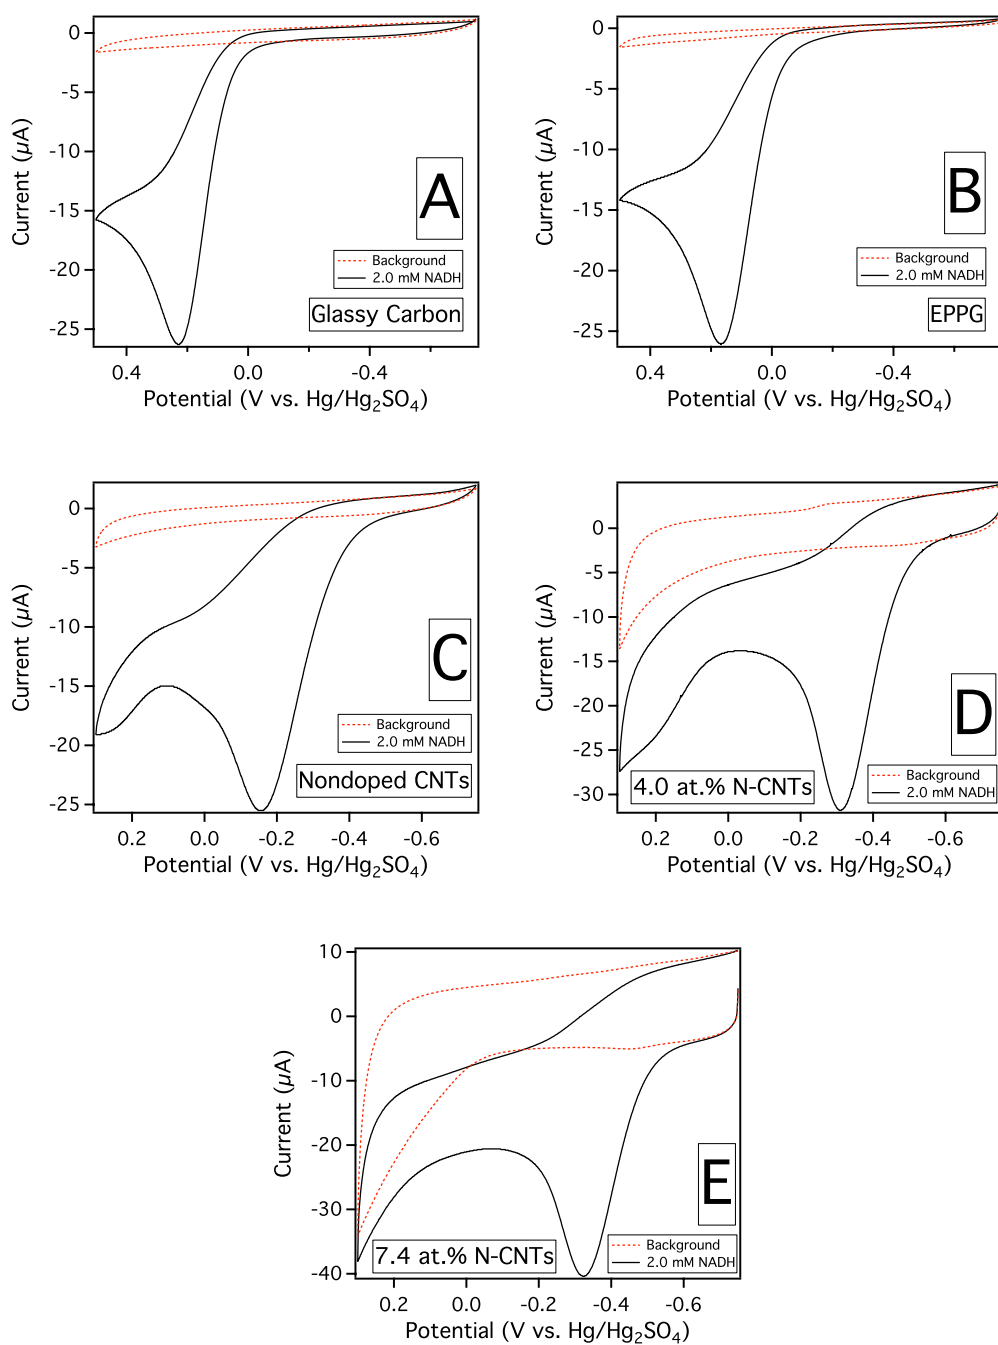 0
-5
-10
-15
-20
-25
Current (µA)
A
Background
2.0 mM NADH
Glassy Carbon
0.4 0.0 -0.4
Potential (V vs. Hg/Hg2SO4)
0
-5
-10
-15
-20
-25
Current (µA)
B
Background
2.0 mM NADH
EPPG
0.4 0.0 -0.4
Potential (V vs. Hg/Hg2SO4)
0
-5
-10
-15
-20
-25
Current (µA)
C
Background
2.0 mM NADH
Nondoped CNTs
0.2 0.0 -0.2 -0.4 -0.6
Potential (V vs. Hg/Hg2SO4)
0
-5
-10
-15
-20
-25
-30
Current (µA)
D
Background
2.0 mM NADH
4.0 at.% N-CNTs
0.2 0.0 -0.2 -0.4 -0.6
Potential (V vs. Hg/Hg2SO4)
10
0
-10
-20
-30
-40
Current (µA)
E
Background
2.0 mM NADH
7.4 at.% N-CNTs
0.2 0.0 -0.2 -0.4 -0.6
Potential (V vs. Hg/Hg2SO4)